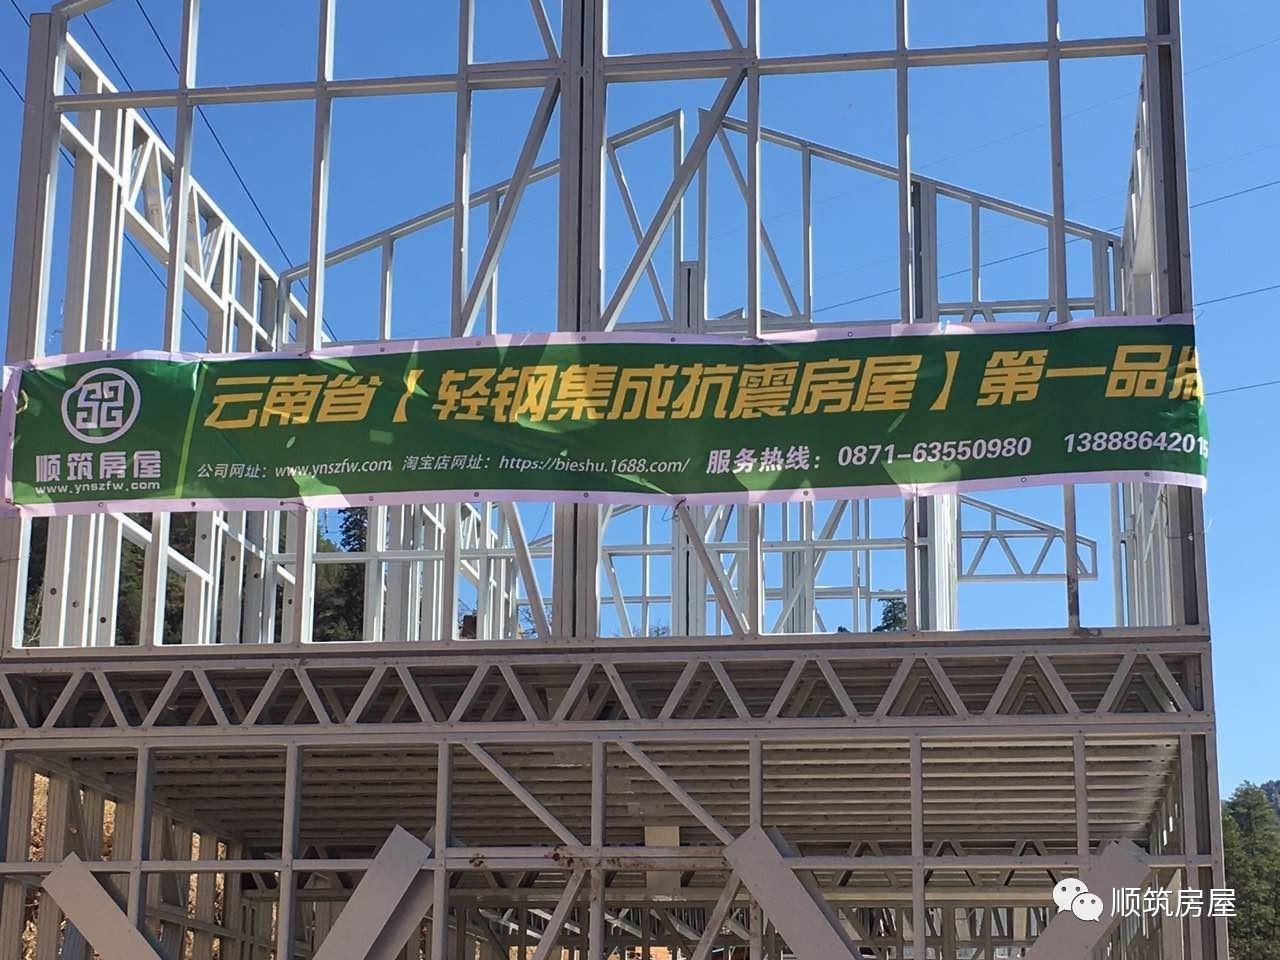 云南省【轻钢集成抗震房屋】第一品牌
顺筑房屋
www.ynszfw.com
公司网址：www.ynszfw.com 淘宝店网址：https://bieshu.1688.com/ 服务热线：0871-63550980 13888642015
顺筑房屋